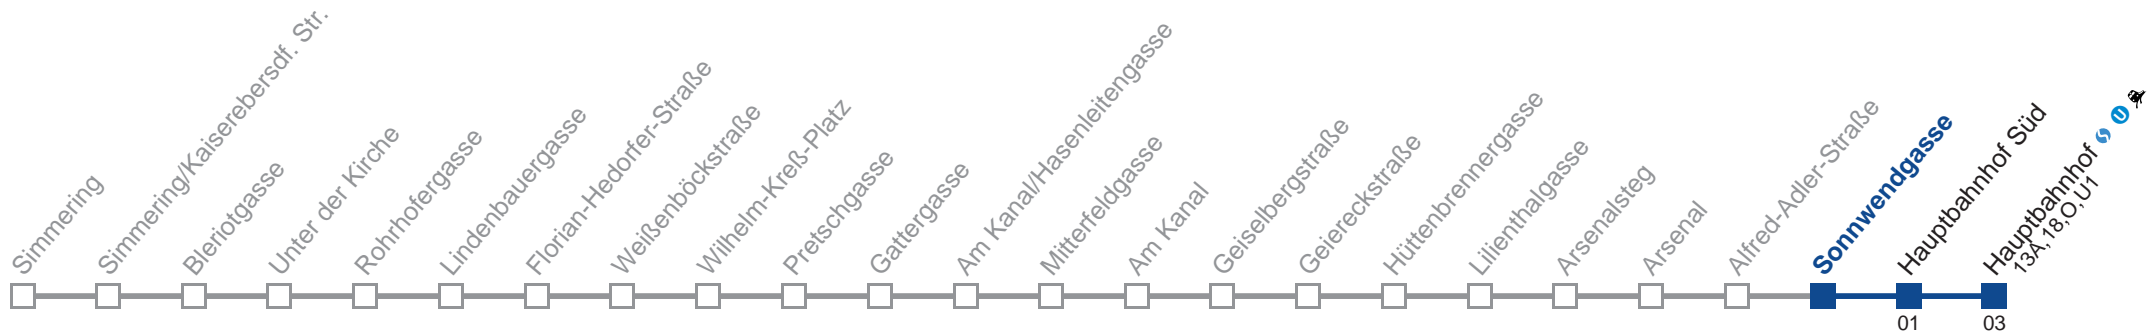 Simmering
Simmering/Kaiserebersdf. Str.
Bleriotgasse
Unter der Kirche
Rohrhofergasse
Lindenbauergasse
Florian-Hedorfer-Straße
Weißenböckstraße
Wilhelm-Kreß-Platz
Pretschgasse
Gattergasse
Am Kanal/Hasenleitengasse
Mitterfeldgasse
Am Kanal
Geiselbergstraße
Geiereckstraße
Hüttenbrennergasse
Lilienthalgasse
Arsenalsteg
Arsenal
Alfred-Adler-Straße
Sonnwendgasse
Hauptbahnhof Süd
Hauptbahnhof S U
13A, 18, O, U1
01
03